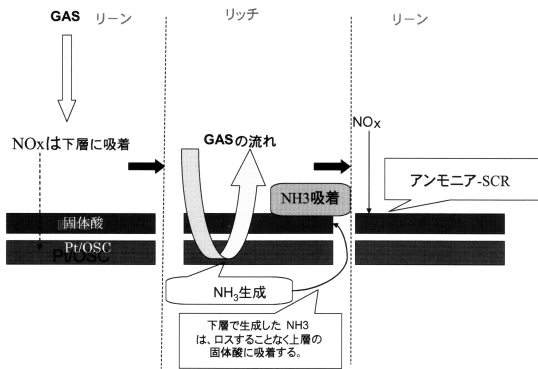 GAS リーン
リッチ
リーン
NOxは下層に吸着
GASの流れ
NOx
アンモニア-SCR
NH3吸着
固体酸
Pt/OSC
Pt/OSC
NH₃生成
下層で生成した NH3
は、ロスすることなく上層の
固体酸に吸着する。